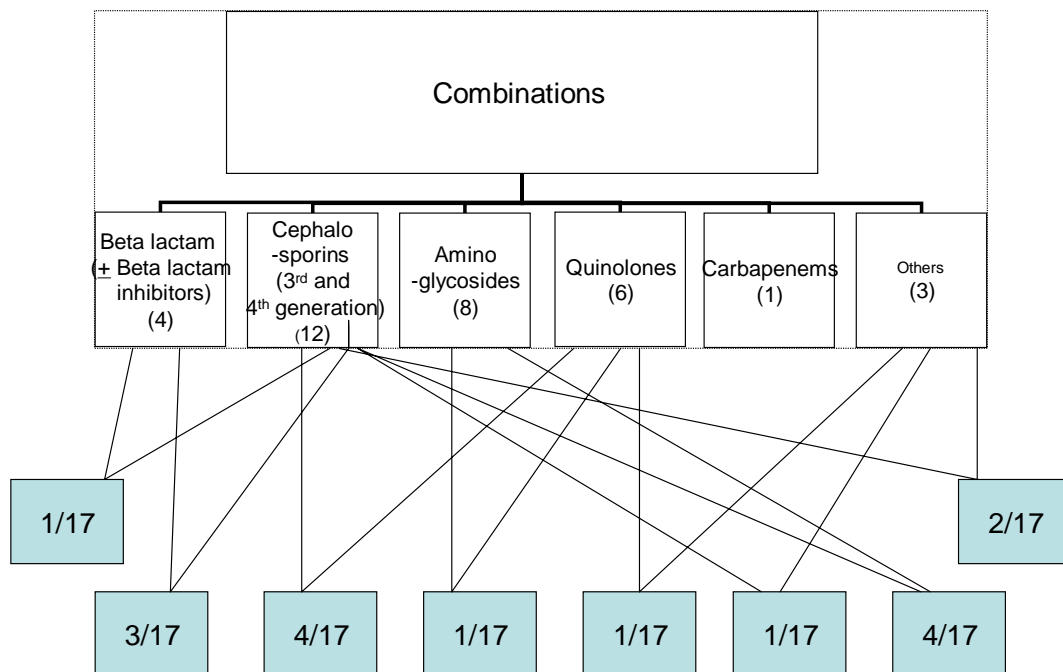 Combinations
Beta lactam
(± Beta lactam
inhibitors)
(4)
Cephalo
-sporins
(3rd and
4th generation)
(12)
Amino
-glycosides
(8)
Quinolones
(6)
Carbapenems
(1)
Others
(3)
1/17
2/17
3/17
4/17
1/17
1/17
1/17
4/17